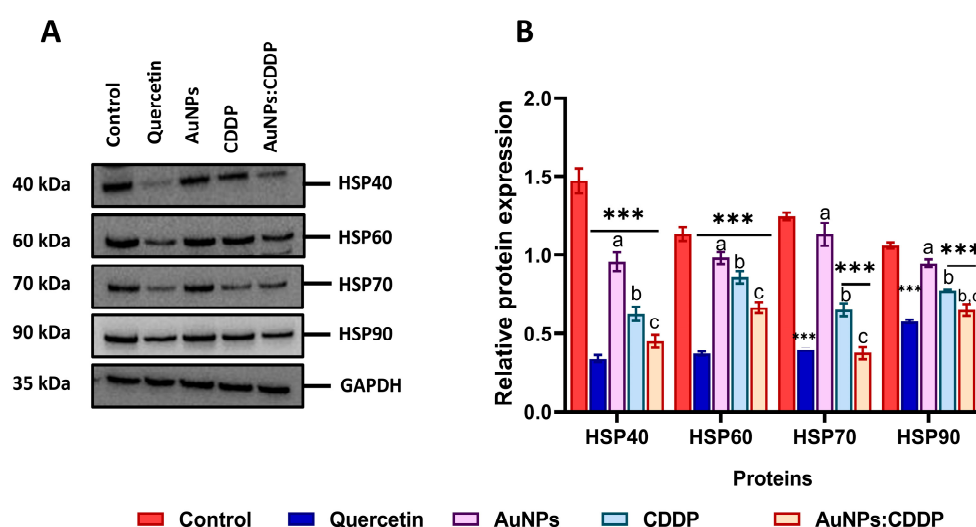 A
Control
Quercetin
AuNPs
CDDP
AuNPs:CDDP
40 kDa
HSP40
60 kDa
HSP60
70 kDa
HSP70
90 kDa
HSP90
35 kDa
GAPDH
B
Relative protein expression
2.0
1.5
1.0
0.5
0.0
***
a
b
c
***
a
b
c
***
a
***
b
c
***
a
***
b
b,c
HSP40 HSP60 HSP70 HSP90
Proteins
Control Quercetin AuNPs CDDP AuNPs:CDDP